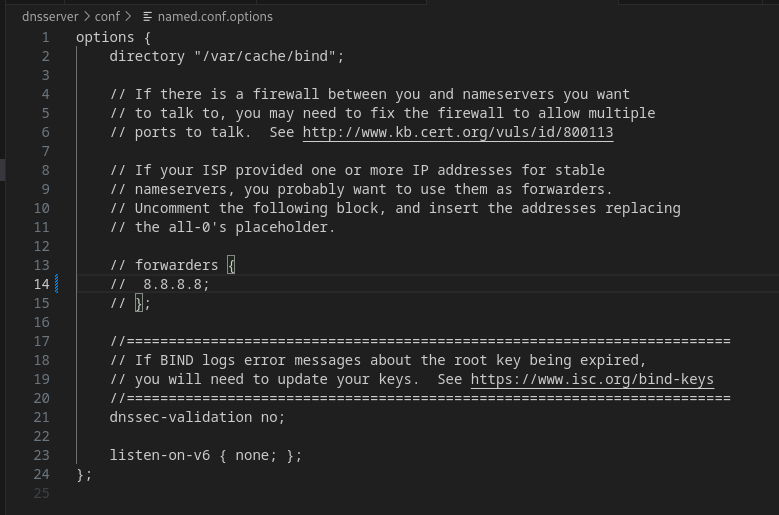 dnsserver > conf > named.conf.options
1 options {
2 directory "/var/cache/bind";
3
4 // If there is a firewall between you and nameservers you want
5 // to talk to, you may need to fix the firewall to allow multiple
6 // ports to talk.  See http://www.kb.cert.org/vuls/id/800113
7
8 // If your ISP provided one or more IP addresses for stable
9 // nameservers, you probably want to use them as forwarders.
10 // Uncomment the following block, and insert the addresses replacing
11 // the all-0's placeholder.
12
13 // forwarders {
14 //  8.8.8.8;
15 // };
16
17 //========================================================================
18 // If BIND logs error messages about the root key being expired,
19 // you will need to update your keys.  See https://www.isc.org/bind-keys
20 //========================================================================
21 dnssec-validation no;
22
23 listen-on-v6 { none; };
24 };
25